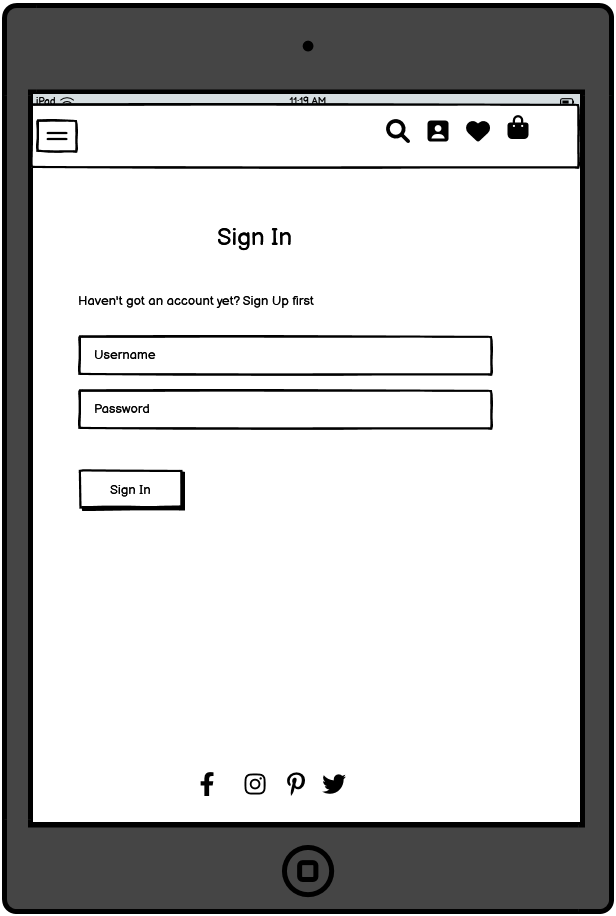 iPad 11:19 AM
Sign In
Haven't got an account yet? Sign Up first
Username
Password
Sign In